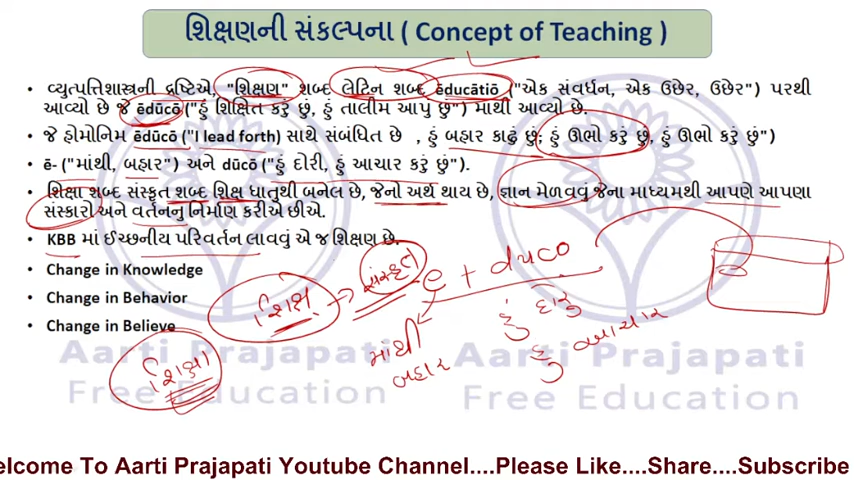 શિક્ષણની સંકલ્પના ( Concept of Teaching )
• વ્યુત્પત્તિશાસ્ત્રની દ્રષ્ટિએ, "શિક્ષણ" શબ્દ લેટિન શબ્દ ēducātiō ("એક સંવર્ધન, એક ઉછેર, ઉછેર") પરથી
આવ્યો છે જે ēdūcō ("હું શિક્ષિત કરું છું, હું તાલીમ આપું છું") માંથી આવ્યો છે.
• જે હોમોનિમ ēdūcō ("I lead forth) સાથે સંબંધિત છે , હું બહાર કાઢું છું; હું ઊભો કરું છું, હું ઊભો કરું છું")
• ē- ("માંથી, બહાર") અને dūcō ("હું દોરી, હું આચાર કરું છું").
• શિક્ષા શબ્દ સંસ્કૃત શબ્દ શિક્ષ ધાતુથી બનેલ છે, જેનો અર્થ થાય છે, જ્ઞાન મેળવવું જેના માધ્યમથી આપણે આપણા
સંસ્કારો અને વર્તનનુ નિર્માણ કરીએ છીએ.
• KBB માં ઈચ્છનીય પરિવર્તન લાવવું એ જ શિક્ષણ છે.
• Change in Knowledge
• Change in Behavior
• Change in Believe
e + duco
શિક્ષ
માંથી
બહાર
હું
શિક્ષા
Aarti Prajapati Aarti Prajapati
Free Education Free Education
elcome To Aarti Prajapati Youtube Channel....Please Like....Share....Subscribe